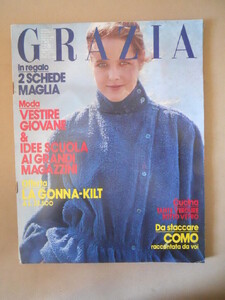 GRAZIA
in regalo
2 SCHEDE
MAGLIA
Moda
VESTIRE
GIOVANE
&
IDEE SCUOLA
AI GRANDI
MAGAZZINI
LA GONNA-KILT
Da staccare
COMO
raccontata da voi